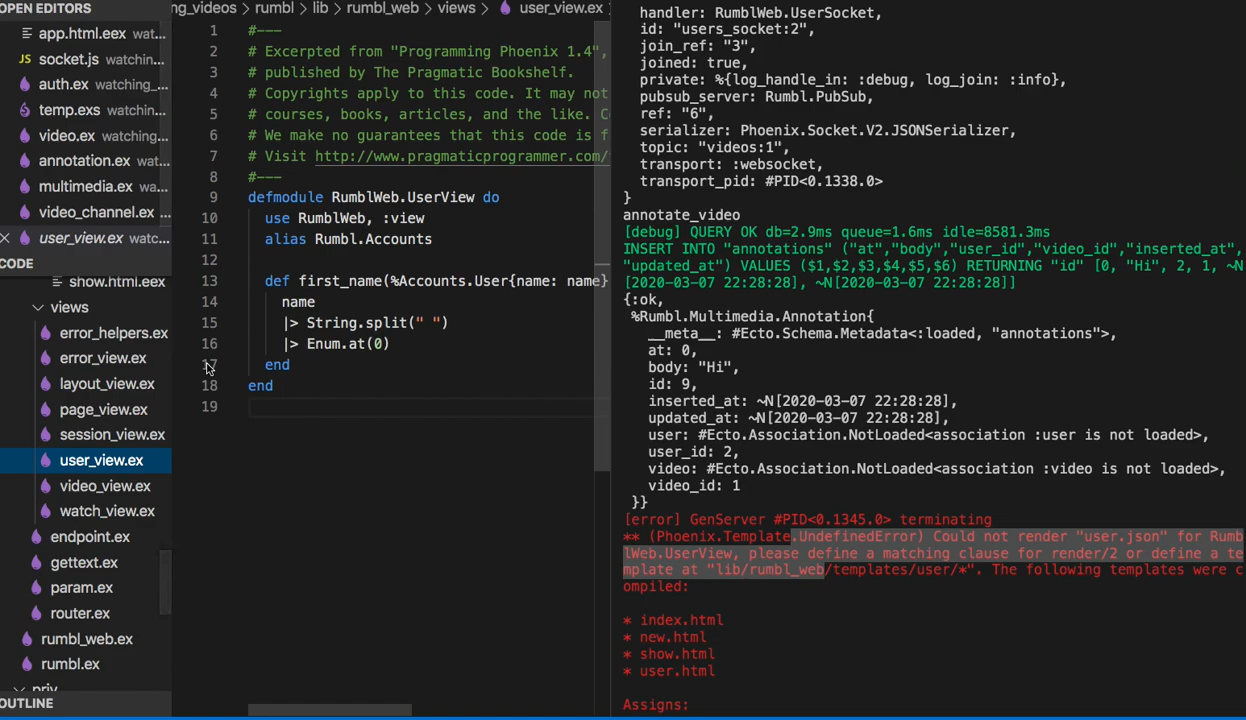 OPEN EDITORS
app.html.eex wat...
JS socket.js watchin...
auth.ex watching_...
temp.exs watchin...
video.ex watching...
annotation.ex wat...
multimedia.ex wa...
video_channel.ex ...
user_view.ex watc...
CODE
show.html.eex
views
error_helpers.ex
error_view.ex
layout_view.ex
page_view.ex
session_view.ex
user_view.ex
video_view.ex
watch_view.ex
endpoint.ex
gettext.ex
param.ex
router.ex
rumbl_web.ex
rumbl.ex
priv
OUTLINE
ng_videos > rumbl > lib > rumbl_web > views > user_view.ex
1 #---
2 # Excerpted from "Programming Phoenix 1.4",
3 # published by The Pragmatic Bookshelf.
4 # Copyrights apply to this code. It may not
5 # courses, books, articles, and the like. C
6 # We make no guarantees that this code is f
7 # Visit http://www.pragmaticprogrammer.com/
8 #---
9 defmodule RumblWeb.UserView do
10 use RumblWeb, :view
11 alias Rumbl.Accounts
12
13 def first_name(%Accounts.User{name: name}
14 name
15 |> String.split(" ")
16 |> Enum.at(0)
17 end
18 end
19
handler: RumblWeb.UserSocket,
id: "users_socket:2",
join_ref: "3",
joined: true,
private: %{log_handle_in: :debug, log_join: :info},
pubsub_server: Rumbl.PubSub,
ref: "6",
serializer: Phoenix.Socket.V2.JSONSerializer,
topic: "videos:1",
transport: :websocket,
transport_pid: #PID<0.1338.0>
}
annotate_video
[debug] QUERY OK db=2.9ms queue=1.6ms idle=8581.3ms
INSERT INTO "annotations" ("at","body","user_id","video_id","inserted_at",
"updated_at") VALUES ($1,$2,$3,$4,$5,$6) RETURNING "id" [0, "Hi", 2, 1, ~N
[2020-03-07 22:28:28], ~N[2020-03-07 22:28:28]]
{:ok,
%Rumbl.Multimedia.Annotation{
__meta__: #Ecto.Schema.Metadata<:loaded, "annotations">,
at: 0,
body: "Hi",
id: 9,
inserted_at: ~N[2020-03-07 22:28:28],
updated_at: ~N[2020-03-07 22:28:28],
user: #Ecto.Association.NotLoaded<association :user is not loaded>,
user_id: 2,
video: #Ecto.Association.NotLoaded<association :video is not loaded>,
video_id: 1
}}
[error] GenServer #PID<0.1345.0> terminating
** (Phoenix.Template.UndefinedError) Could not render "user.json" for Rumb
lWeb.UserView, please define a matching clause for render/2 or define a te
mplate at "lib/rumbl_web/templates/user/*". The following templates were c
ompiled:
* index.html
* new.html
* show.html
* user.html
Assigns: